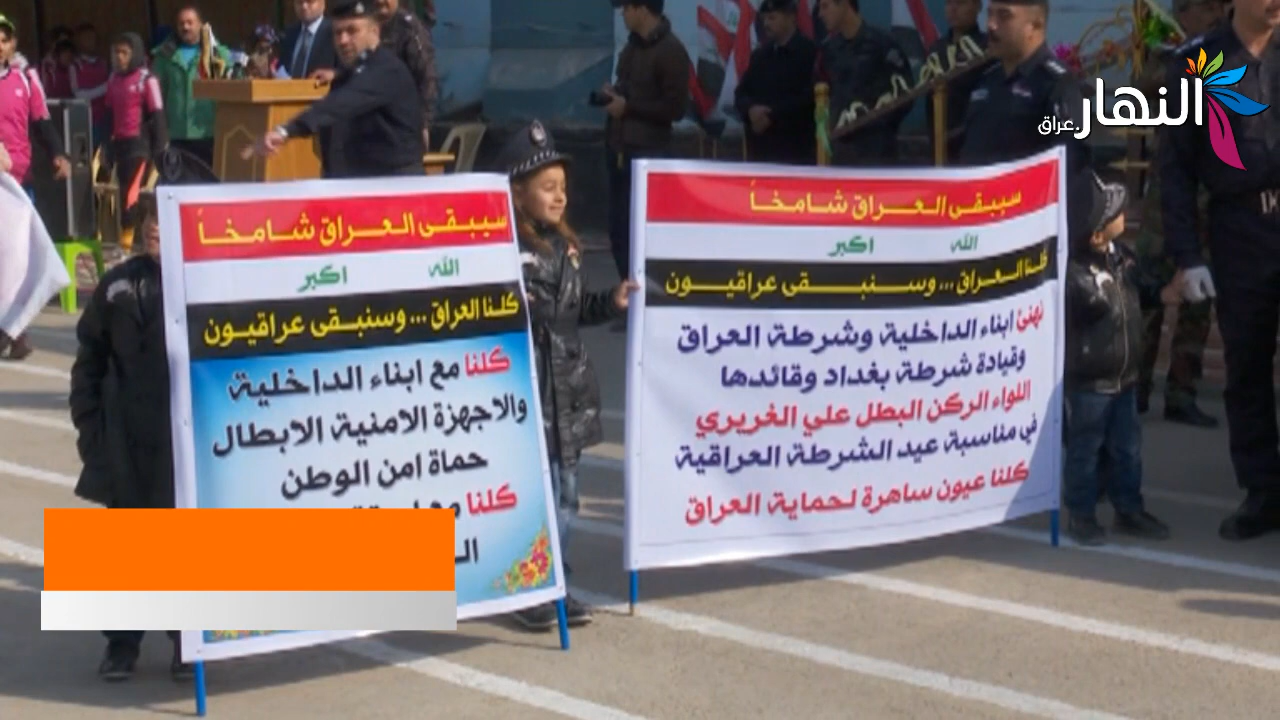 النهار
عراق
سيبقى العراق شامخاً
الله اكبر
كلنا العراق ... وسنبقى عراقيون
نهنئ ابناء الداخلية وشرطة العراق
وقيادة شرطة بغداد وقائدها
اللواء الركن البطل علي الغريري
في مناسبة عيد الشرطة العراقية
كلنا عيون ساهرة لحماية العراق
سيبقى العراق شامخاً
الله اكبر
كلنا العراق ... وسنبقى عراقيون
كلنا مع ابناء الداخلية
والاجهزة الامنية الابطال
حماة امن الوطن
كلنا